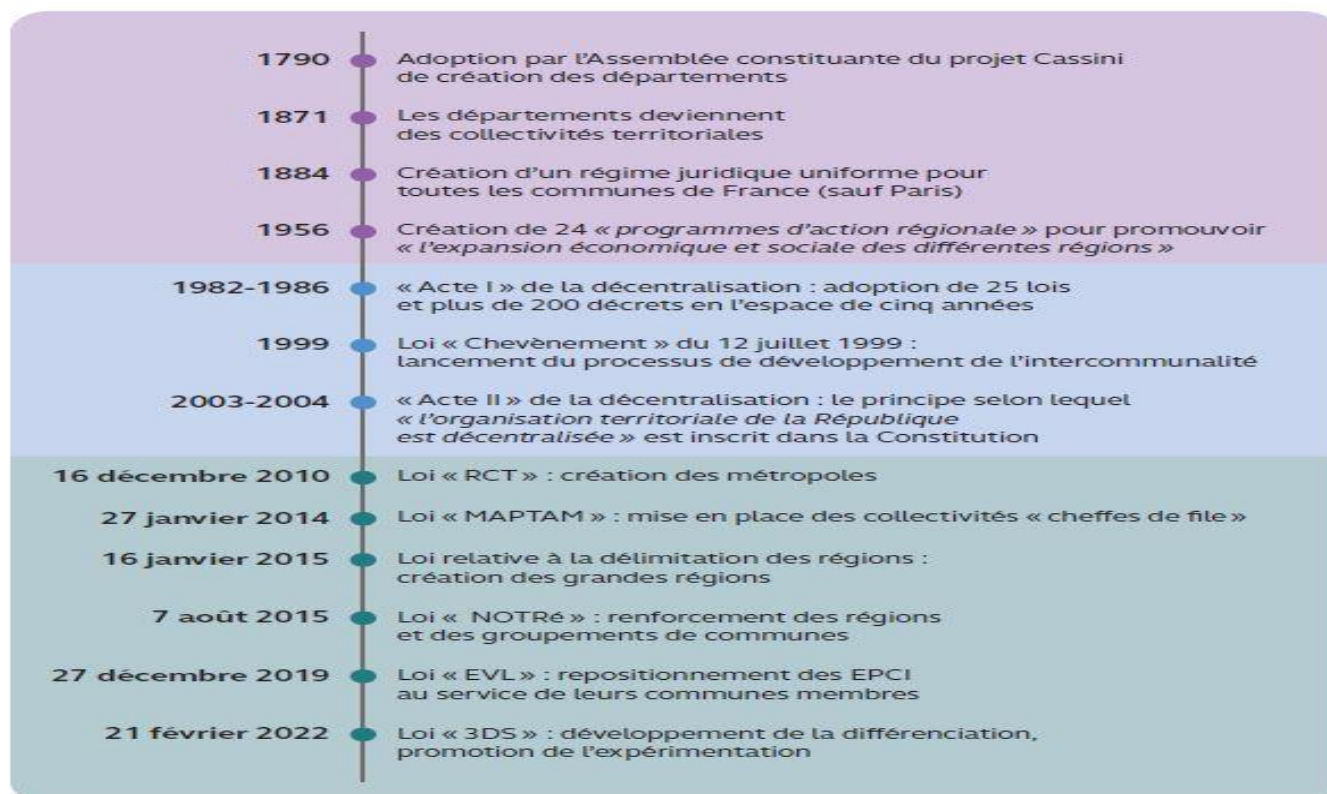 1790 Adoption par l'Assemblée constituante du projet Cassini
de création des départements
1871 Les départements deviennent
des collectivités territoriales
1884 Création d'un régime juridique uniforme pour
toutes les communes de France (sauf Paris)
1956 Création de 24 « programmes d'action régionale » pour promouvoir
« l'expansion économique et sociale des différentes régions »
1982-1986 « Acte I » de la décentralisation : adoption de 25 lois
et plus de 200 décrets en l'espace de cinq années
1999 Loi « Chevènement » du 12 juillet 1999 :
lancement du processus de développement de l'intercommunalité
2003-2004 « Acte II » de la décentralisation : le principe selon lequel
« l'organisation territoriale de la République
est décentralisée » est inscrit dans la Constitution
16 décembre 2010 Loi « RCT » : création des métropoles
27 janvier 2014 Loi « MAPTAM » : mise en place des collectivités « cheffes de file »
16 janvier 2015 Loi relative à la délimitation des régions :
création des grandes régions
7 août 2015 Loi « NOTRé » : renforcement des régions
et des groupements de communes
27 décembre 2019 Loi « EVL » : repositionnement des EPCI
au service de leurs communes membres
21 février 2022 Loi « 3DS » : développement de la différenciation,
promotion de l'expérimentation